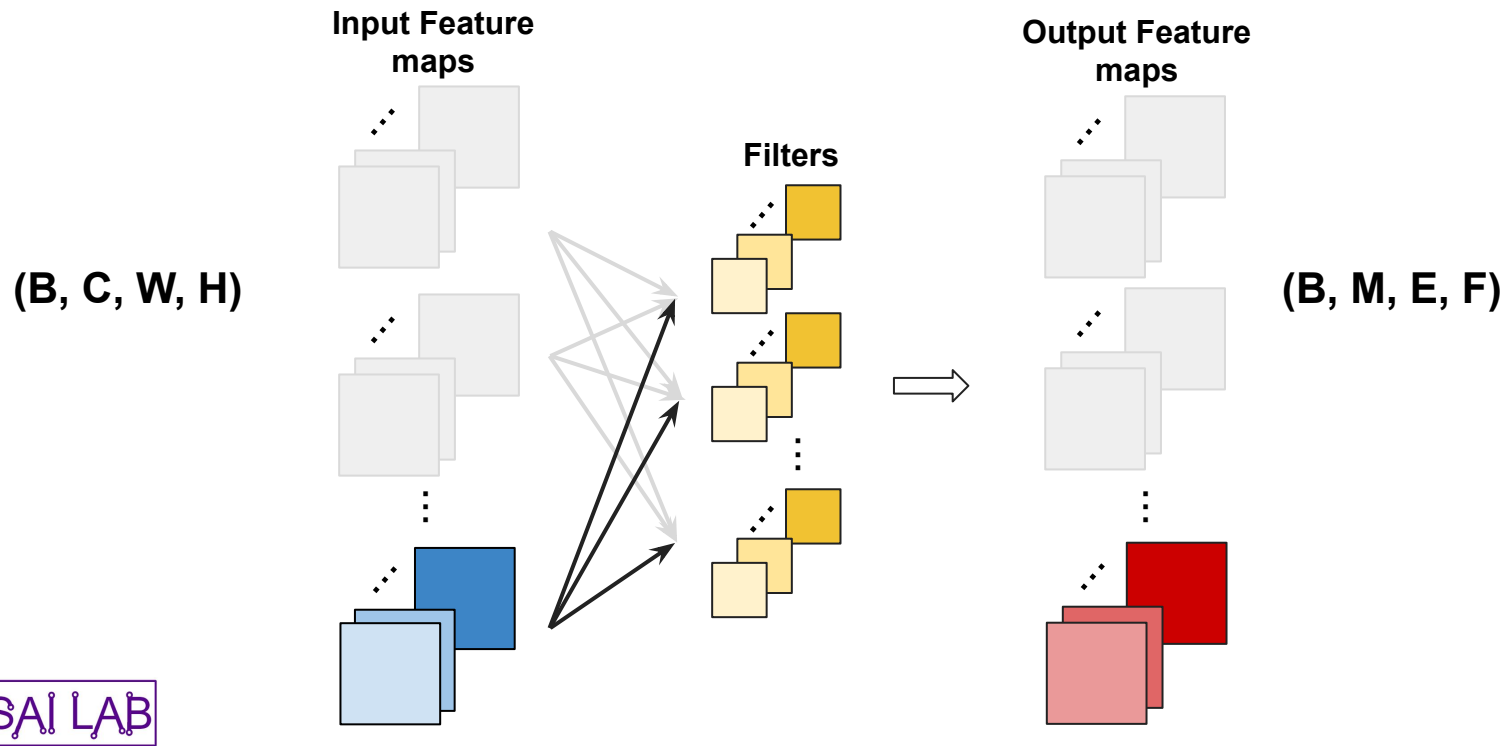 Input Feature
maps
Output Feature
maps
Filters
(B, C, W, H)
(B, M, E, F)
SAI LAB